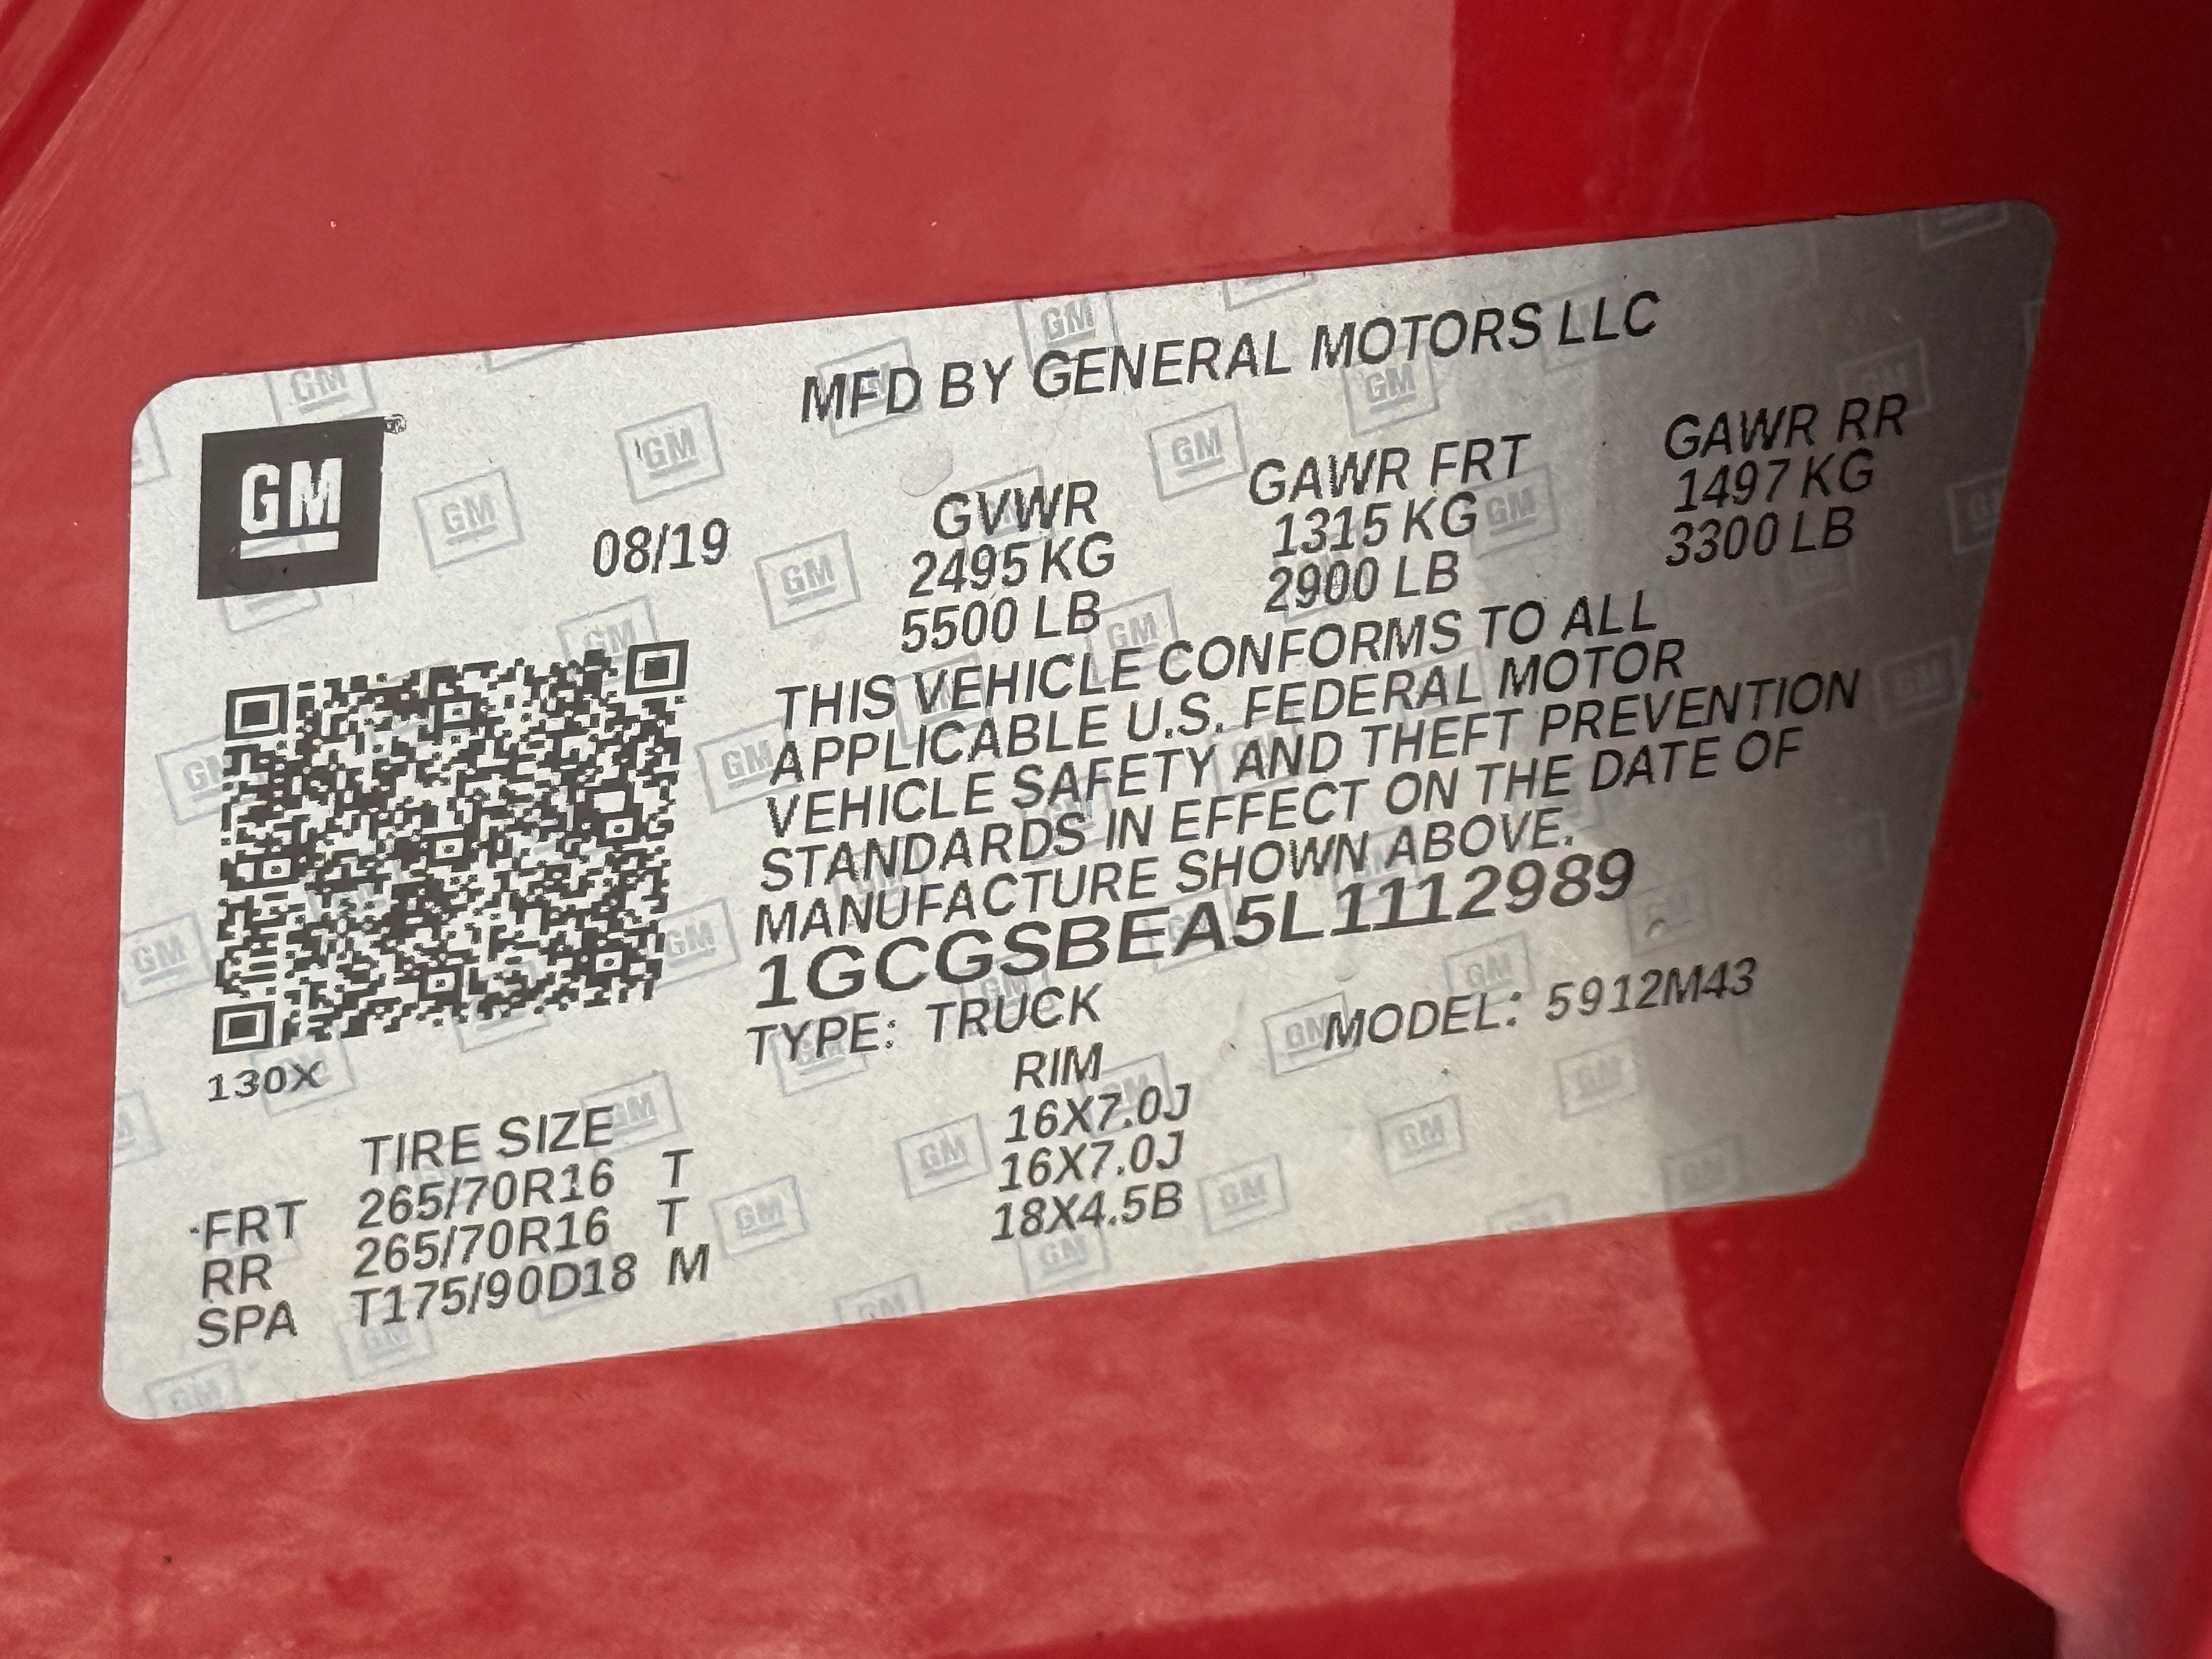 MFD BY GENERAL MOTORS LLC
GM
08/19
GVWR GAWR FRT GAWR RR
2495 KG 1315 KG 1497 KG
5500 LB 2900 LB 3300 LB
THIS VEHICLE CONFORMS TO ALL
APPLICABLE U.S. FEDERAL MOTOR
VEHICLE SAFETY AND THEFT PREVENTION
STANDARDS IN EFFECT ON THE DATE OF
MANUFACTURE SHOWN ABOVE.
1GCGSBEA5L1112989
TYPE: TRUCK MODEL: 5912M43
130X
TIRE SIZE RIM
FRT 265/70R16 T 16X7.0J
RR 265/70R16 T 16X7.0J
SPA T175/90D18 M 18X4.5B